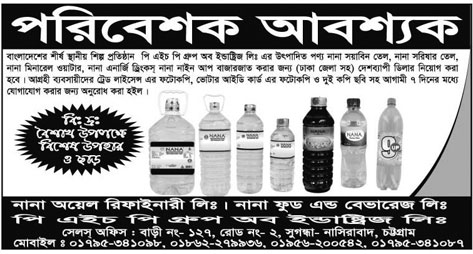 পরিবেশক আবশ্যক
বাংলাদেশের শীর্ষ স্থানীয় শিল্প প্রতিষ্ঠান পি এইচ পি গ্রুপ অব ইন্ডাস্ট্রিজ লিঃ এর উৎপাদিত পণ্য নানা সয়াবিন তেল, নানা সরিষার তেল,
নানা মিনারেল ওয়াটার, নানা এনার্জি ড্রিংকস্ নানা নাইন আপ বাজারজাত করার জন্য (ঢাকা জেলা সহ) দেশব্যাপী ডিলার নিয়োগ করা
হবে। আগ্রহী ব্যবসায়ীদের ট্রেড লাইসেন্স এর ফটোকপি, ভোটার আইডি কার্ড এর ফটোকপি ও দুই কপি ছবি সহ আগামী ৭ দিনের মধ্যে
যোগাযোগ করার জন্য অনুরোধ করা হইল।
বিঃ দ্রঃ
বৈশাখ উপলক্ষে
বিশেষ উপহার
ও ছাড়
NANA
NANA
নানা অয়েল রিফাইনারী লিঃ। নানা ফুড এন্ড বেভারেজ লিঃ
পি এইচ পি গ্রুপ অব ইন্ডাস্ট্রিজ লিঃ
সেলস্ অফিস : বাড়ী নং- ১২৭, রোড নং- ২, সুগন্ধা- নাসিরাবাদ, চট্টগ্রাম
মোবাইল : ০১৭৯৫-৩৪১০৯৮, ০১৮৬২-২৭৯৯৩৬, ০১৯৫৬-২০০৫৪২, ০১৭৯৫-৩৪১০৮৭